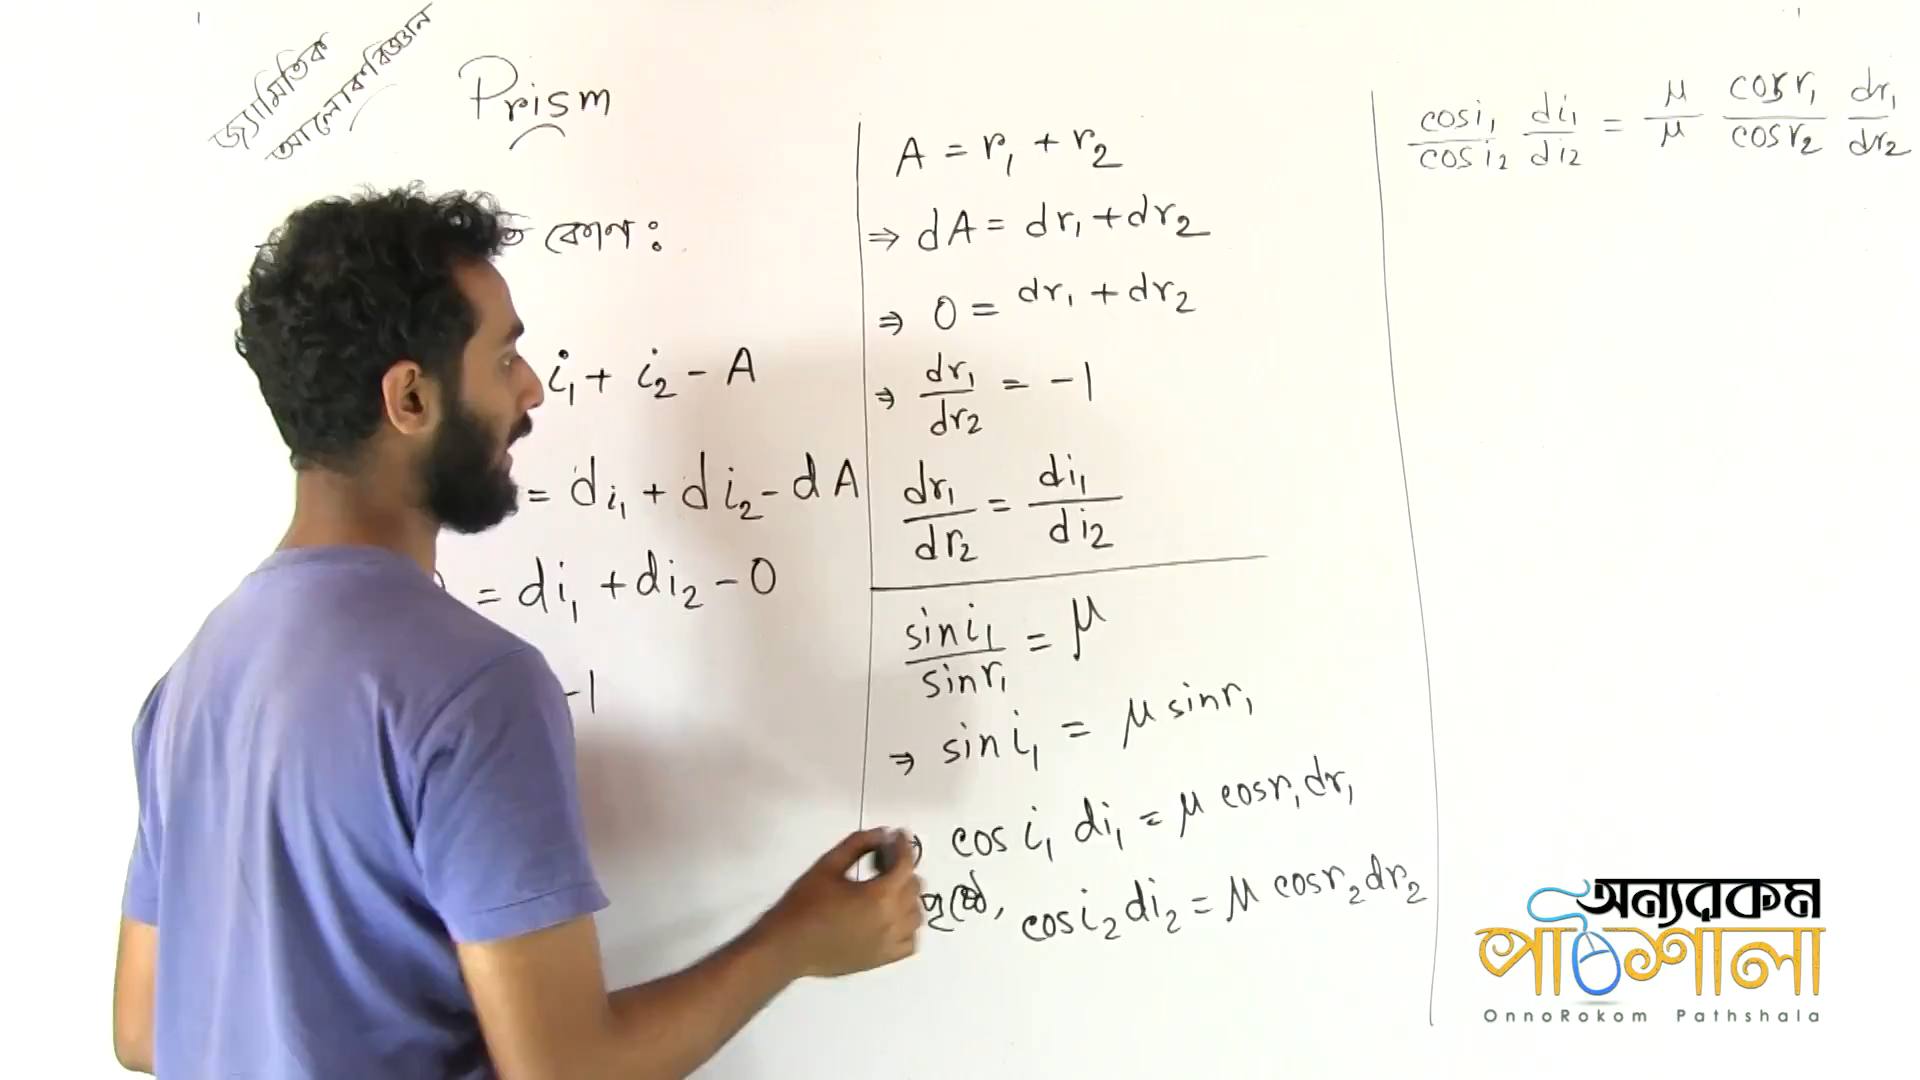 জ্যামিতিক
আলোকবিজ্ঞান
Prism
কোণ :
i₁ + i₂ - A
= di₁ + di₂ - dA
= di₁ + di₂ - 0
-1
A = r₁ + r₂
⇒ dA = dr₁ + dr₂
⇒ 0 = dr₁ + dr₂
⇒ dr₁/dr₂ = -1
dr₁/dr₂ = di₁/di₂
sin i₁/sin r₁ = μ
⇒ sin i₁ = μ sin r₁
⇒ cos i₁ di₁ = μ cos r₁ dr₁
cos i₂ di₂ = μ cos r₂ dr₂
cos i₁/cos i₂ di₁/di₂ = μ/μ cos r₁/cos r₂ dr₁/dr₂
অন্যরকম
পাঠশালা
OnnoRokom Pathshala